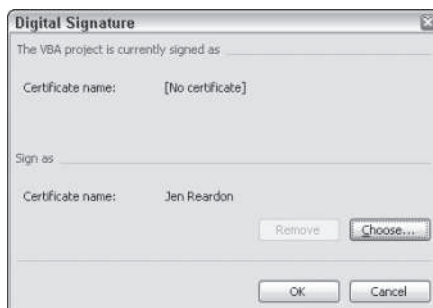 Digital Signature
The VBA project is currently signed as
Certificate name: [No certificate]
Sign as
Certificate name: Jen Reardon
Remove Choose...
OK Cancel